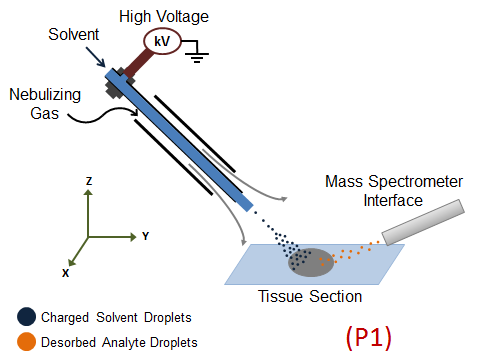 High Voltage
Solvent
kV
Nebulizing
Gas
Mass Spectrometer
Interface
Z
Y
X
Tissue Section
Charged Solvent Droplets
Desorbed Analyte Droplets
(P1)